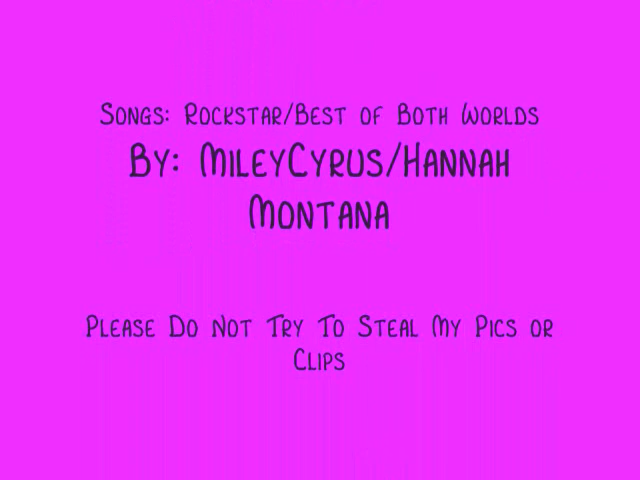 Songs: Rockstar/Best of Both Worlds
By: MileyCyrus/Hannah
Montana
Please Do Not Try To Steal My Pics or
Clips